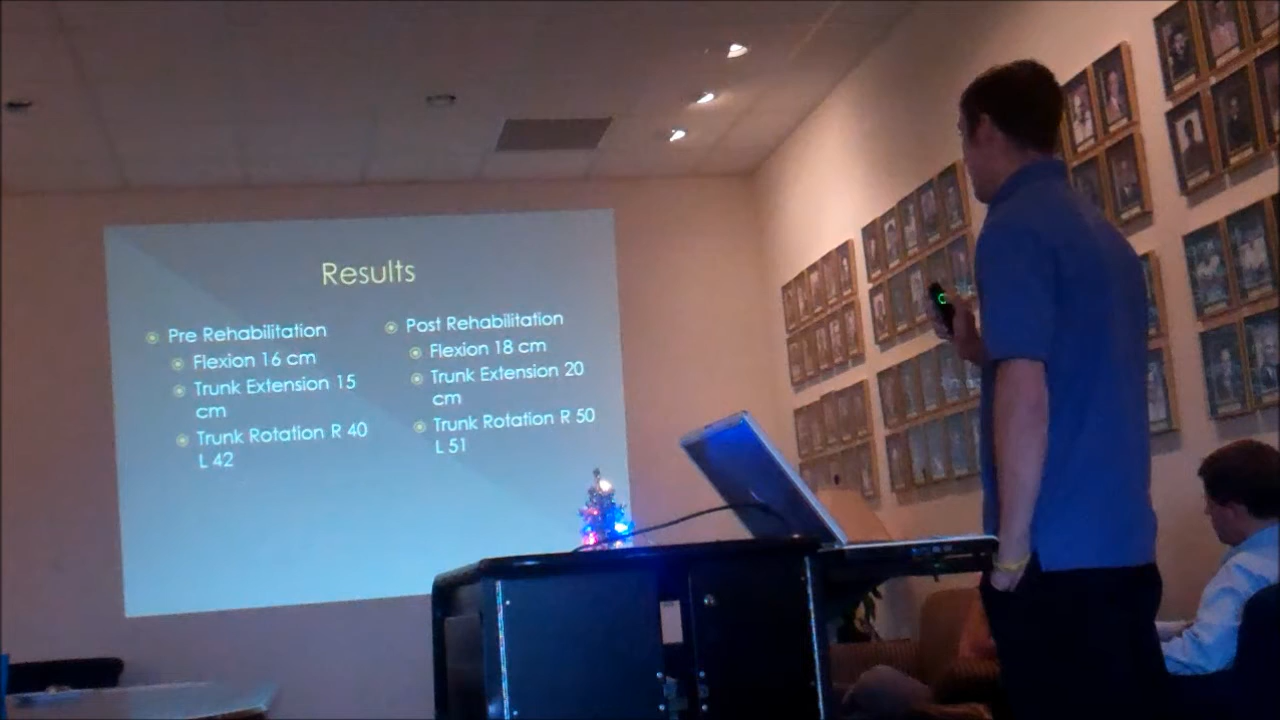 Results
Pre Rehabilitation
Flexion 16 cm
Trunk Extension 15
cm
Trunk Rotation R 40
L 42
Post Rehabilitation
Flexion 18 cm
Trunk Extension 20
cm
Trunk Rotation R 50
L 51